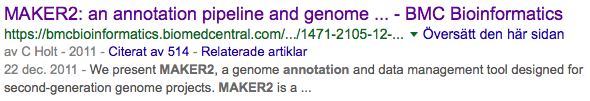 MAKER2: an annotation pipeline and genome ... - BMC Bioinformatics
https://bmcbioinformatics.biomedcentral.com/.../1471-2105-12-... ▼ Översätt den här sidan
av C Holt - 2011 - Citerat av 514 - Relaterade artiklar
22 dec. 2011 - We present MAKER2, a genome annotation and data management tool designed for
second-generation genome projects. MAKER2 is a ...